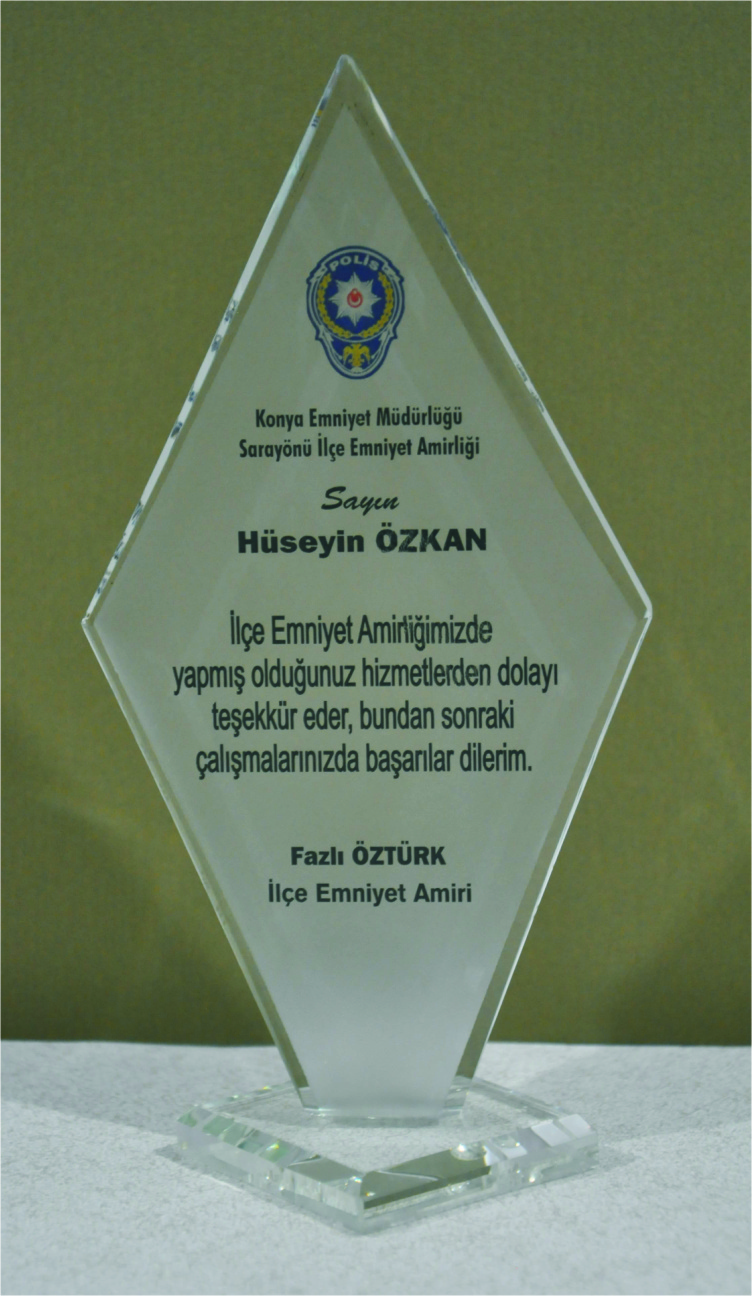 POLİS
Konya Emniyet Müdürlüğü
Sarayönü İlçe Emniyet Amirliği
Sayın
Hüseyin ÖZKAN
İlçe Emniyet Amirliğimizde
yapmış olduğunuz hizmetlerden dolayı
teşekkür eder, bundan sonraki
çalışmalarınızda başarılar dilerim.
Fazlı ÖZTÜRK
İlçe Emniyet Amiri